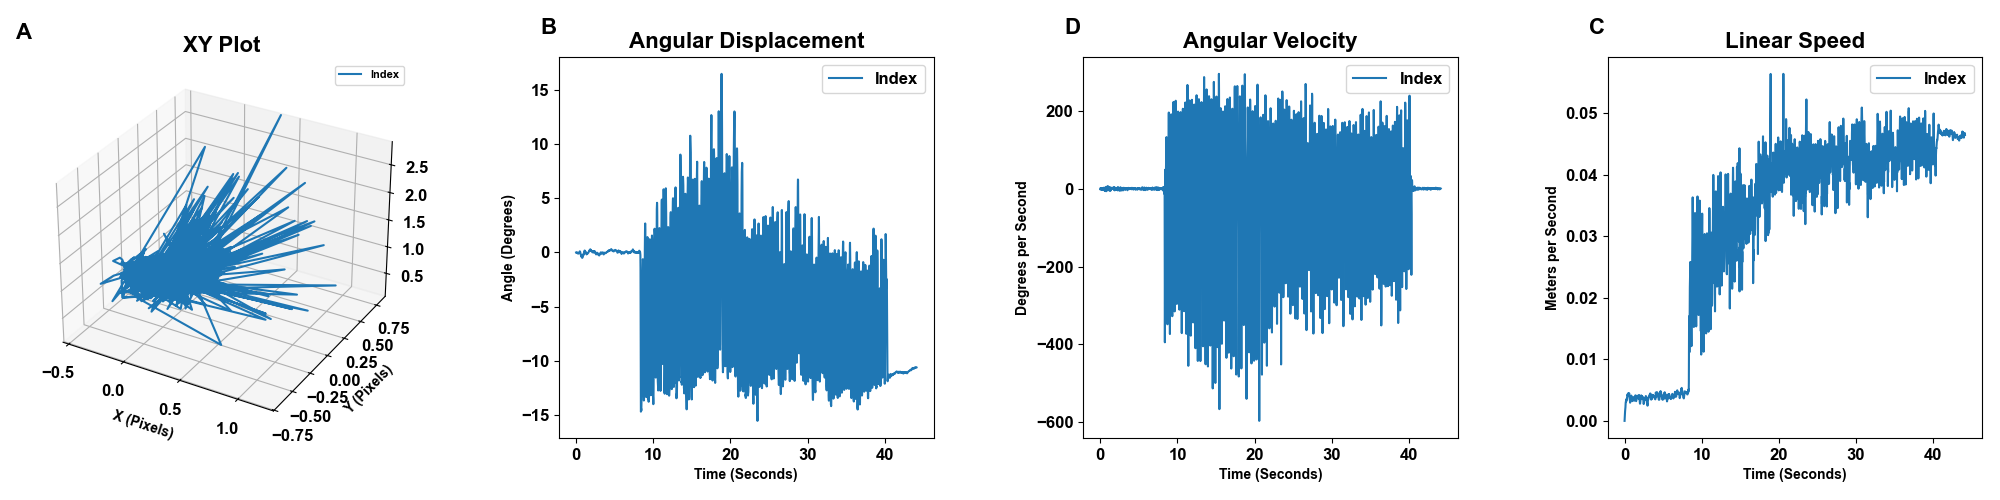 A
XY Plot
Index
2.5
2.0
1.5
1.0
0.5
0.75
0.50
0.25
0.00
−0.25
−0.50
−0.75
Y (Pixels)
−0.5
0.0
0.5
1.0
X (Pixels)
B
Angular Displacement
Index
15
10
5
0
−5
−10
−15
Angle (Degrees)
0 10 20 30 40
Time (Seconds)
D
Angular Velocity
Index
200
0
−200
−400
−600
Degrees per Second
0 10 20 30 40
Time (Seconds)
C
Linear Speed
Index
0.05
0.04
0.03
0.02
0.01
0.00
Meters per Second
0 10 20 30 40
Time (Seconds)